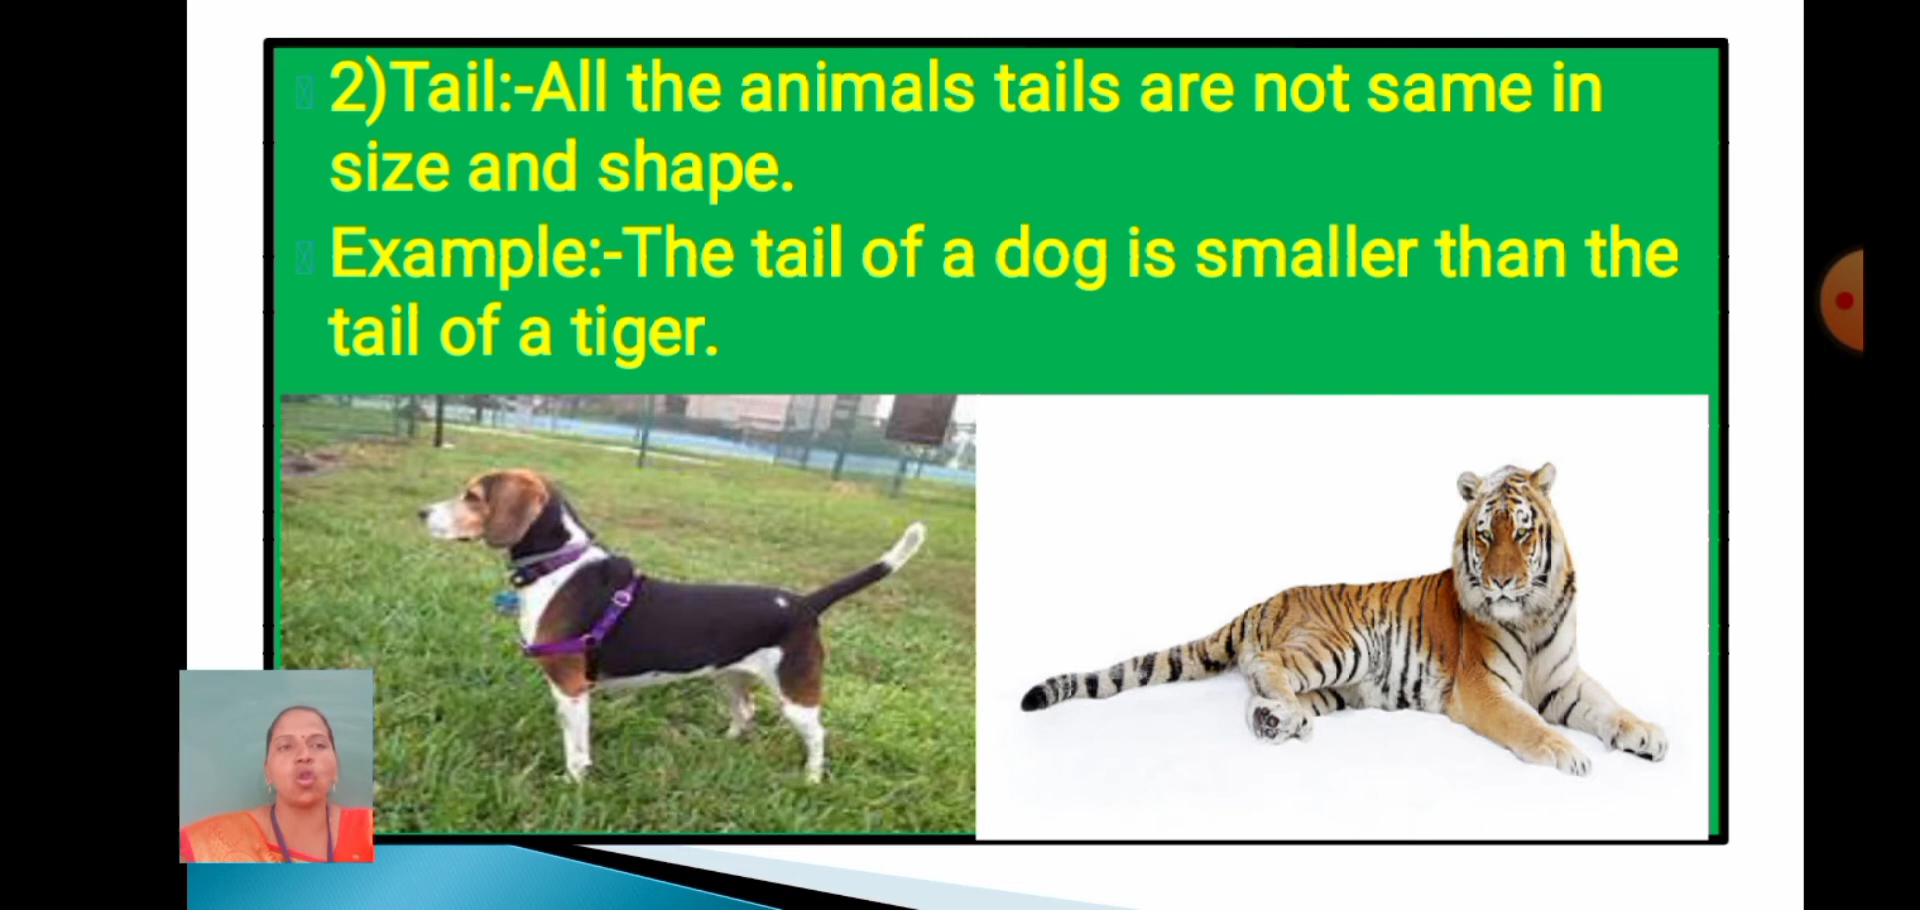 2)Tail:-All the animals tails are not same in
size and shape.
Example:-The tail of a dog is smaller than the
tail of a tiger.